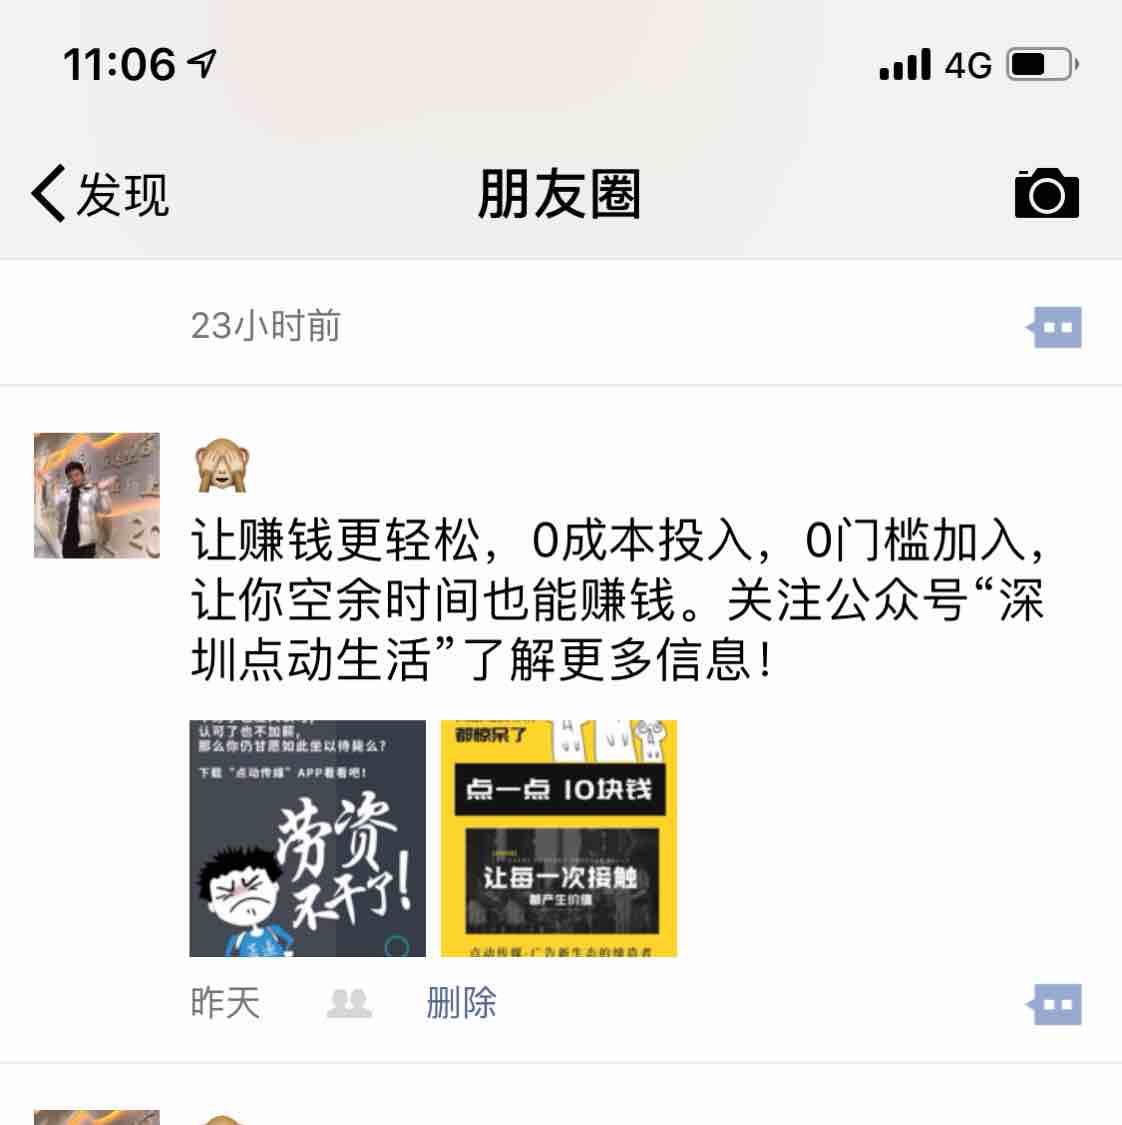 11:06
4G
发现
朋友圈
23小时前
让赚钱更轻松，0成本投入，0门槛加入，
让你空余时间也能赚钱。关注公众号“深
圳点动生活”了解更多信息！
认可了也不加薪，
那么你仍甘愿如此坐以待毙么？
下载“点动传媒”APP看看吧！
劳资
不干了！
都惊呆了
点一点 10块钱
让每一次接触
都产生价值
点动传媒·广告新生态的缔造者
昨天
删除